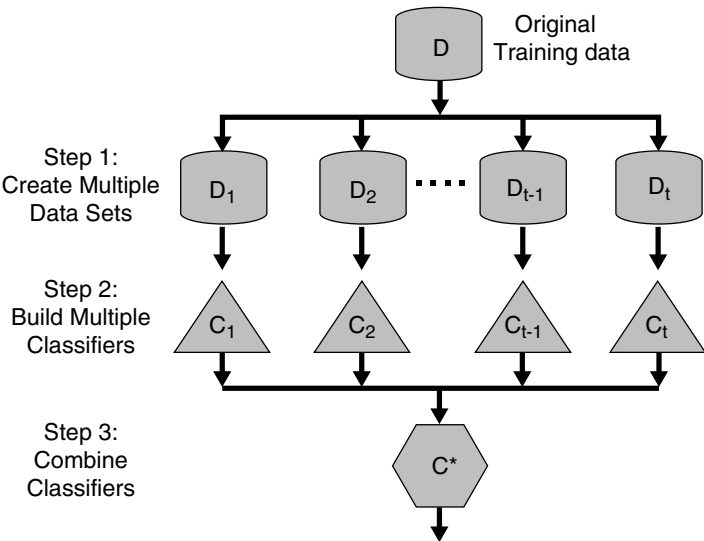 D
Original
Training data
Step 1:
Create Multiple
Data Sets
D1
D2
....
Dt-1
Dt
Step 2:
Build Multiple
Classifiers
C1
C2
Ct-1
Ct
Step 3:
Combine
Classifiers
C*